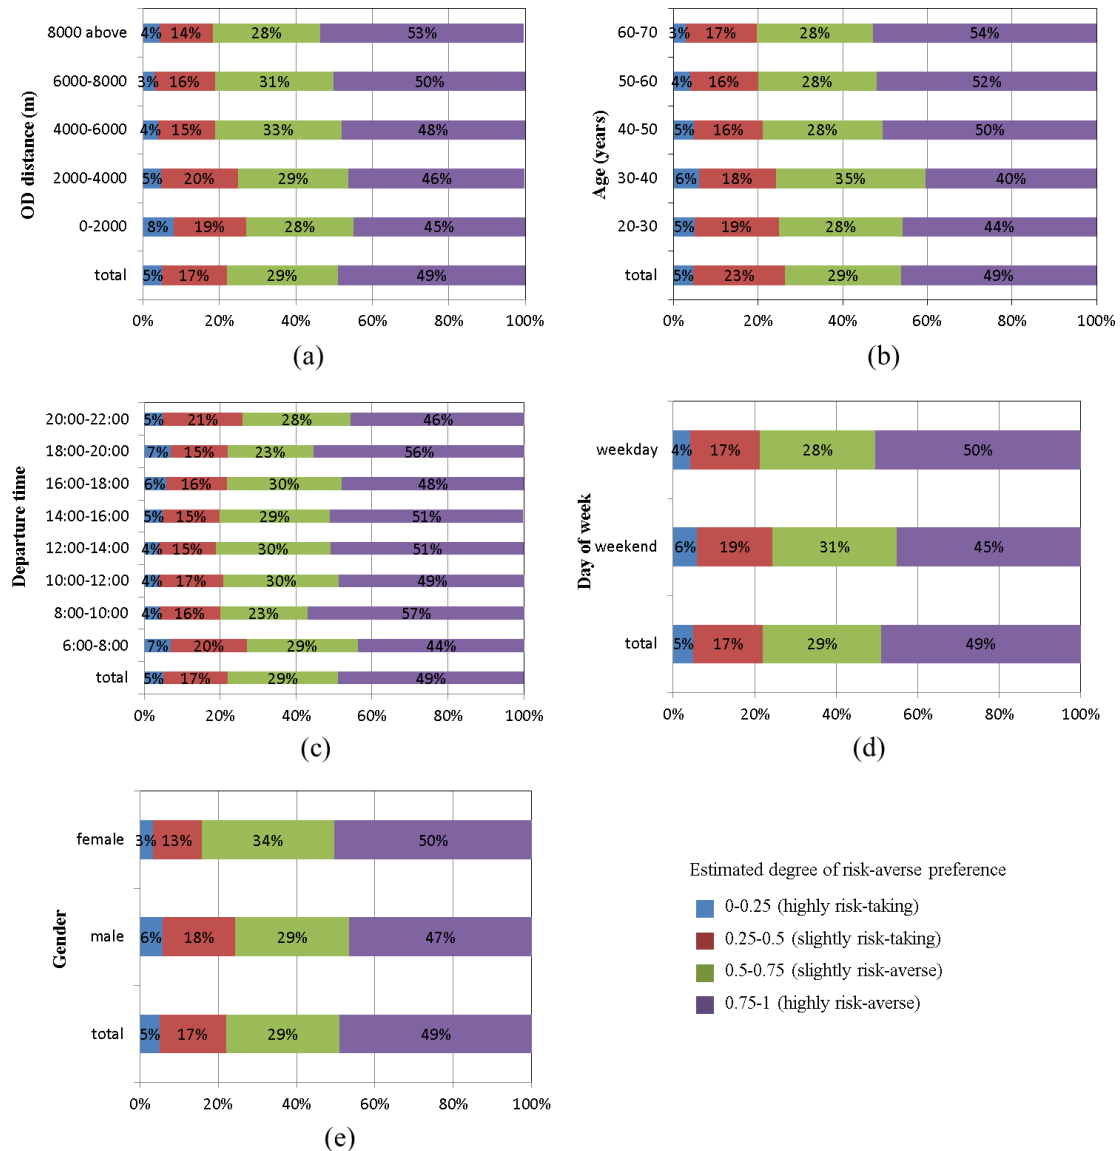 8000 above 4% 14% 28% 53%
6000-8000 3% 16% 31% 50%
4000-6000 4% 15% 33% 48%
2000-4000 5% 20% 29% 46%
0-2000 8% 19% 28% 45%
total 5% 17% 29% 49%
0% 20% 40% 60% 80% 100%
OD distance (m)
(a)
60-70 3% 17% 28% 54%
50-60 4% 16% 28% 52%
40-50 5% 16% 28% 50%
30-40 6% 18% 35% 40%
20-30 5% 19% 28% 44%
total 5% 23% 29% 49%
0% 20% 40% 60% 80% 100%
Age (years)
(b)
20:00-22:00 5% 21% 28% 46%
18:00-20:00 7% 15% 23% 56%
16:00-18:00 6% 16% 30% 48%
14:00-16:00 5% 15% 29% 51%
12:00-14:00 4% 15% 30% 51%
10:00-12:00 4% 17% 30% 49%
8:00-10:00 4% 16% 23% 57%
6:00-8:00 7% 20% 29% 44%
total 5% 17% 29% 49%
0% 20% 40% 60% 80% 100%
Departure time
(c)
weekday 4% 17% 28% 50%
weekend 6% 19% 31% 45%
total 5% 17% 29% 49%
0% 20% 40% 60% 80% 100%
Day of week
(d)
female 3% 13% 34% 50%
male 6% 18% 29% 47%
total 5% 17% 29% 49%
0% 20% 40% 60% 80% 100%
Gender
(e)
Estimated degree of risk-averse preference
0-0.25 (highly risk-taking)
0.25-0.5 (slightly risk-taking)
0.5-0.75 (slightly risk-averse)
0.75-1 (highly risk-averse)